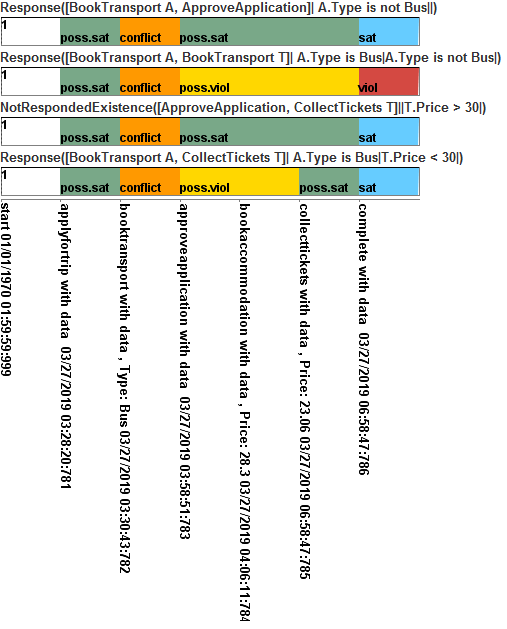 Response([BookTransport A, ApproveApplication]| A.Type is not Bus||)
1
poss.sat conflict poss.sat sat
Response([BookTransport A, BookTransport T]| A.Type is Bus|A.Type is not Bus|)
1
poss.sat conflict poss.viol viol
NotRespondedExistence([ApproveApplication, CollectTickets T]||T.Price > 30|)
1
poss.sat conflict poss.sat sat
Response([BookTransport A, CollectTickets T]| A.Type is Bus|T.Price < 30|)
1
poss.sat conflict poss.viol poss.sat sat
start 01/01/1970 01:59:59:999
applyfortrip with data 03/27/2019 03:28:20:781
booktransport with data , Type: Bus 03/27/2019 03:30:43:782
approveapplication with data 03/27/2019 03:58:51:783
bookaccommodation with data , Price: 28.3 03/27/2019 04:06:11:784
collecttickets with data , Price: 23.06 03/27/2019 06:58:47:785
complete with data 03/27/2019 06:58:47:786